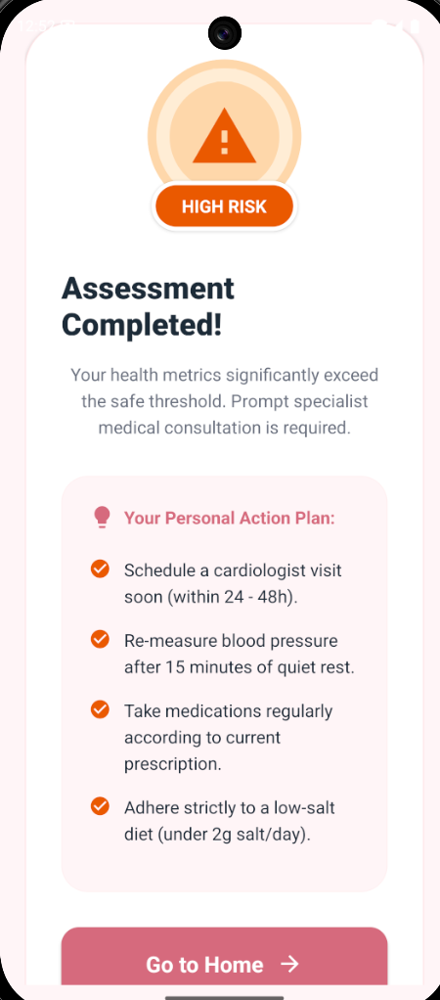 HIGH RISK
Assessment
Completed!
Your health metrics significantly exceed
the safe threshold. Prompt specialist
medical consultation is required.
Your Personal Action Plan:
Schedule a cardiologist visit
soon (within 24 - 48h).
Re-measure blood pressure
after 15 minutes of quiet rest.
Take medications regularly
according to current
prescription.
Adhere strictly to a low-salt
diet (under 2g salt/day).
Go to Home →